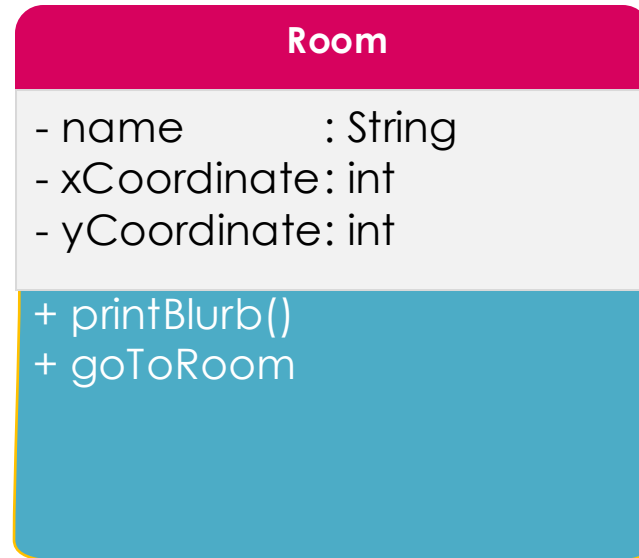 Room
- name : String
- xCoordinate: int
- yCoordinate: int
+ printBlurb()
+ goToRoom